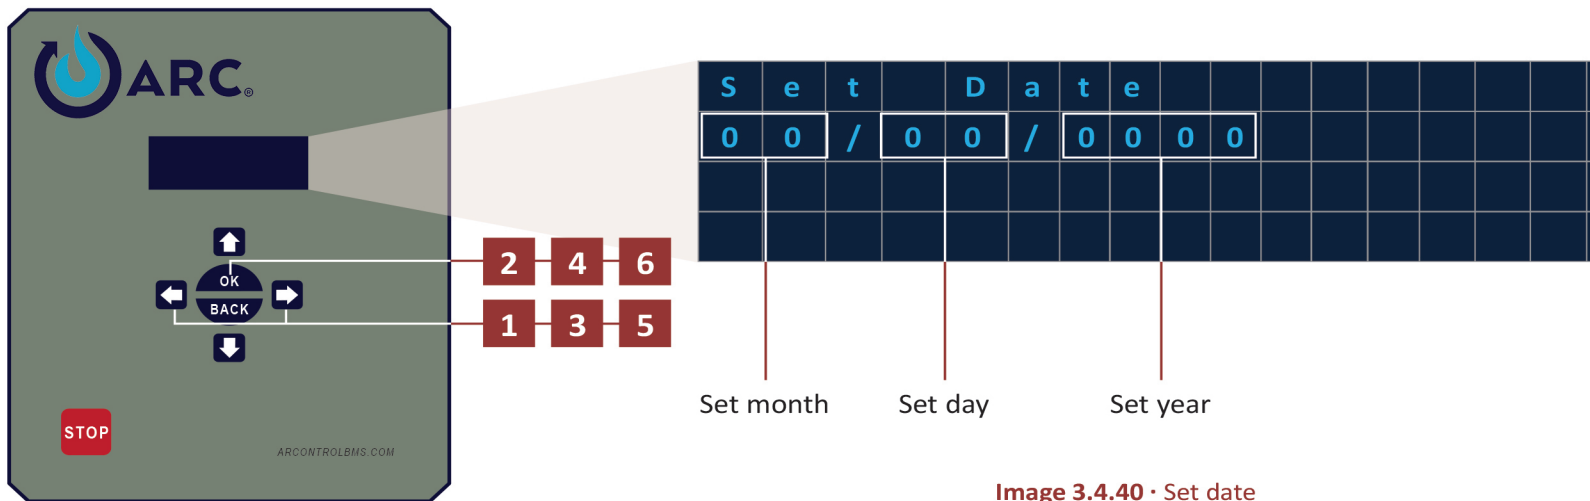 ARC®
OK
BACK
STOP
ARCONTROLBMS.COM
2 4 6
1 3 5
Set Date
00/00/0000
Set month Set day Set year
Image 3.4.40 · Set date